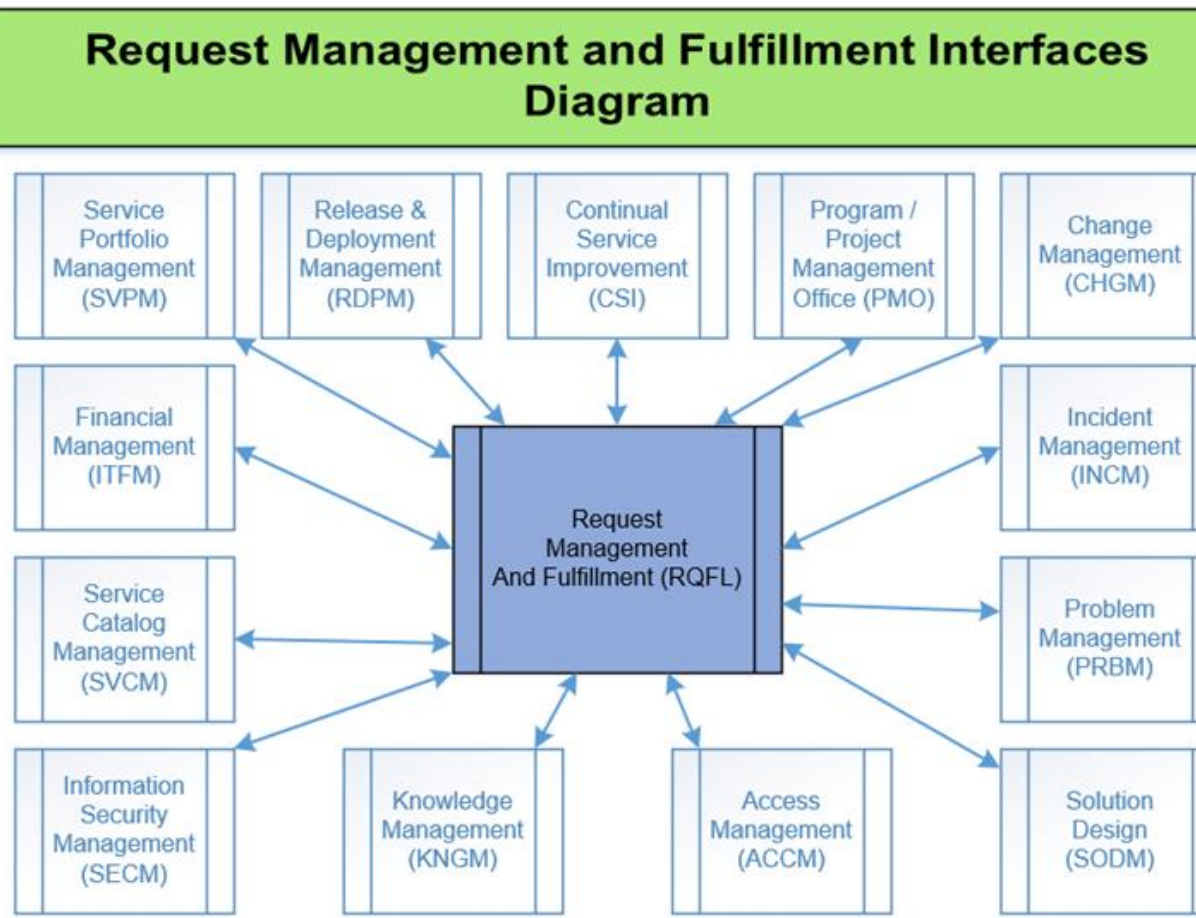 Request Management and Fulfillment Interfaces
Diagram
Service
Portfolio
Management
(SVPM)
Release &
Deployment
Management
(RDPM)
Continual
Service
Improvement
(CSI)
Program /
Project
Management
Office (PMO)
Change
Management
(CHGM)
Financial
Management
(ITFM)
Incident
Management
(INCM)
Request
Management
And Fulfillment (RQFL)
Service
Catalog
Management
(SVCM)
Problem
Management
(PRBM)
Information
Security
Management
(SECM)
Knowledge
Management
(KNGM)
Access
Management
(ACCM)
Solution
Design
(SODM)